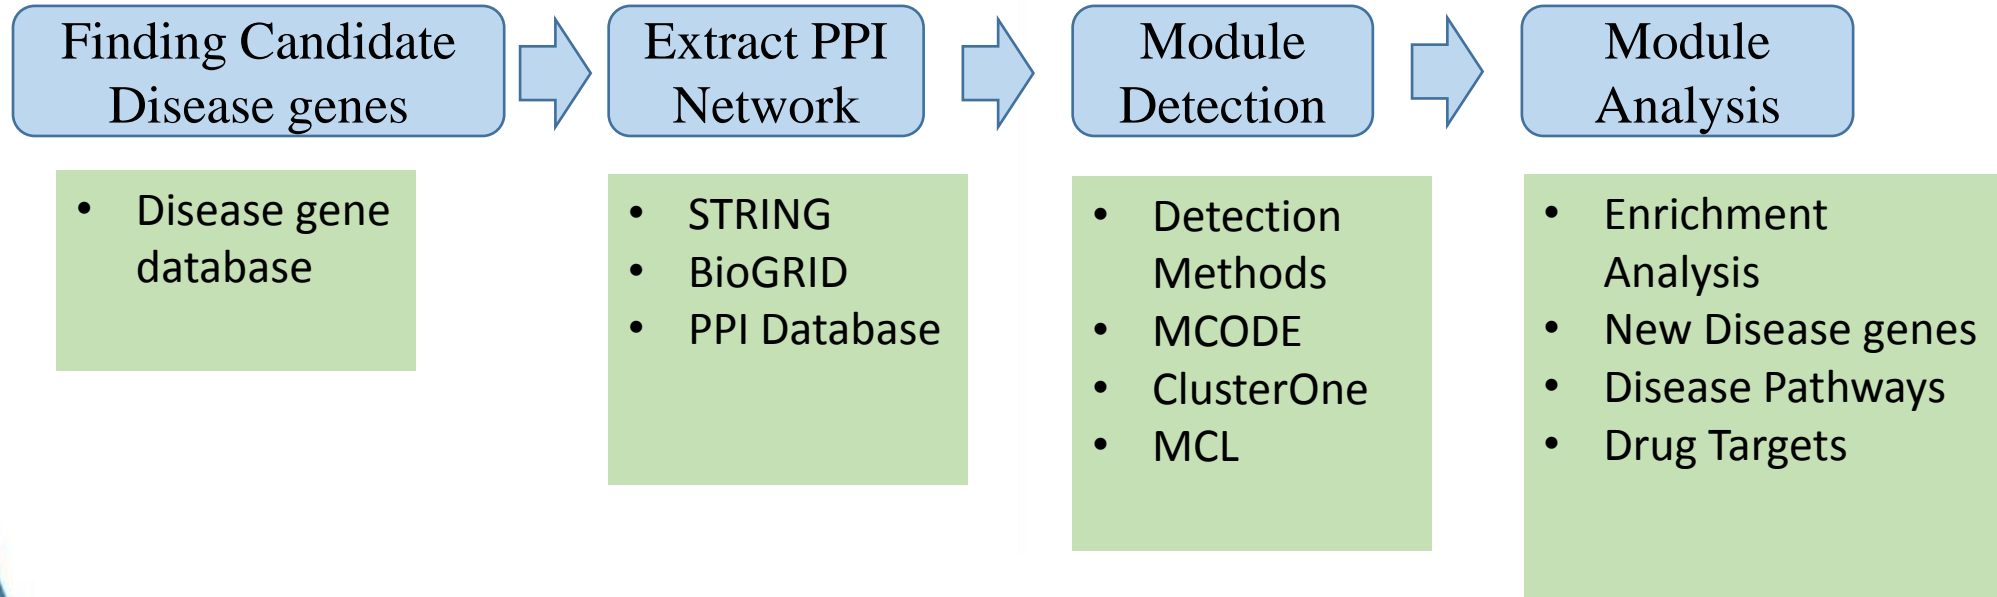 Finding Candidate
Disease genes
Extract PPI
Network
Module
Detection
Module
Analysis
• Disease gene
database
• STRING
• BioGRID
• PPI Database
• Detection
Methods
• MCODE
• ClusterOne
• MCL
• Enrichment
Analysis
• New Disease genes
• Disease Pathways
• Drug Targets